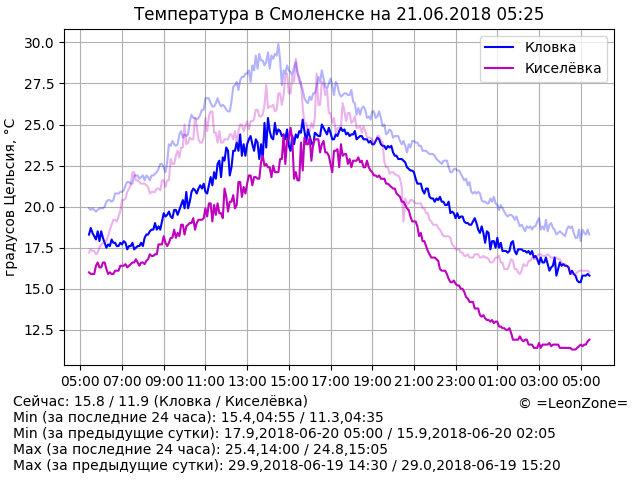 Температура в Смоленске на 21.06.2018 05:25
30.0
27.5
25.0
22.5
20.0
17.5
15.0
12.5
градусов Цельсия, °C
Кловка
Киселёвка
05:00 07:00 09:00 11:00 13:00 15:00 17:00 19:00 21:00 23:00 01:00 03:00 05:00
Сейчас: 15.8 / 11.9 (Кловка / Киселёвка)
© =LeonZone=
Min (за последние 24 часа): 15.4,04:55 / 11.3,04:35
Min (за предыдущие сутки): 17.9,2018-06-20 05:00 / 15.9,2018-06-20 02:05
Max (за последние 24 часа): 25.4,14:00 / 24.8,15:05
Max (за предыдущие сутки): 29.9,2018-06-19 14:30 / 29.0,2018-06-19 15:20